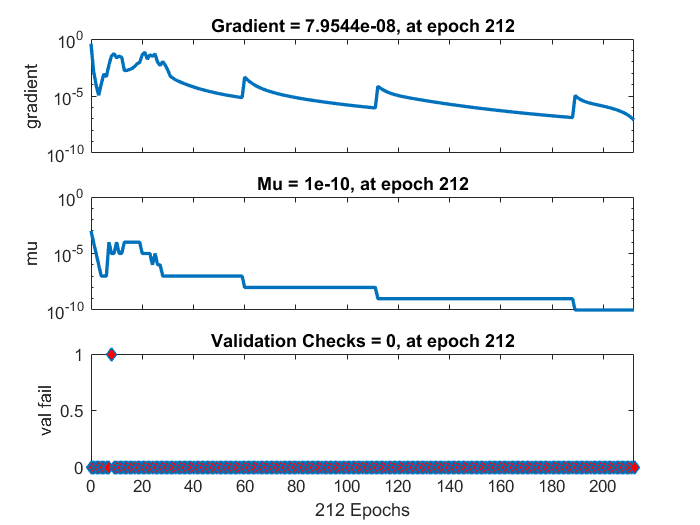 Gradient = 7.9544e-08, at epoch 212
10^0
10^-5
10^-10
gradient
Mu = 1e-10, at epoch 212
10^0
10^-5
10^-10
mu
Validation Checks = 0, at epoch 212
1
0.5
0
val fail
0 20 40 60 80 100 120 140 160 180 200
212 Epochs